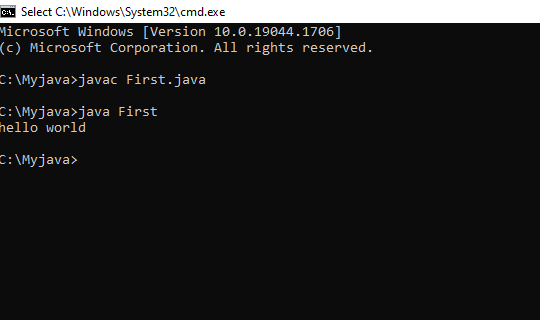 Select C:\Windows\System32\cmd.exe
Microsoft Windows [Version 10.0.19044.1706]
(c) Microsoft Corporation. All rights reserved.
C:\Myjava>javac First.java
C:\Myjava>java First
hello world
C:\Myjava>